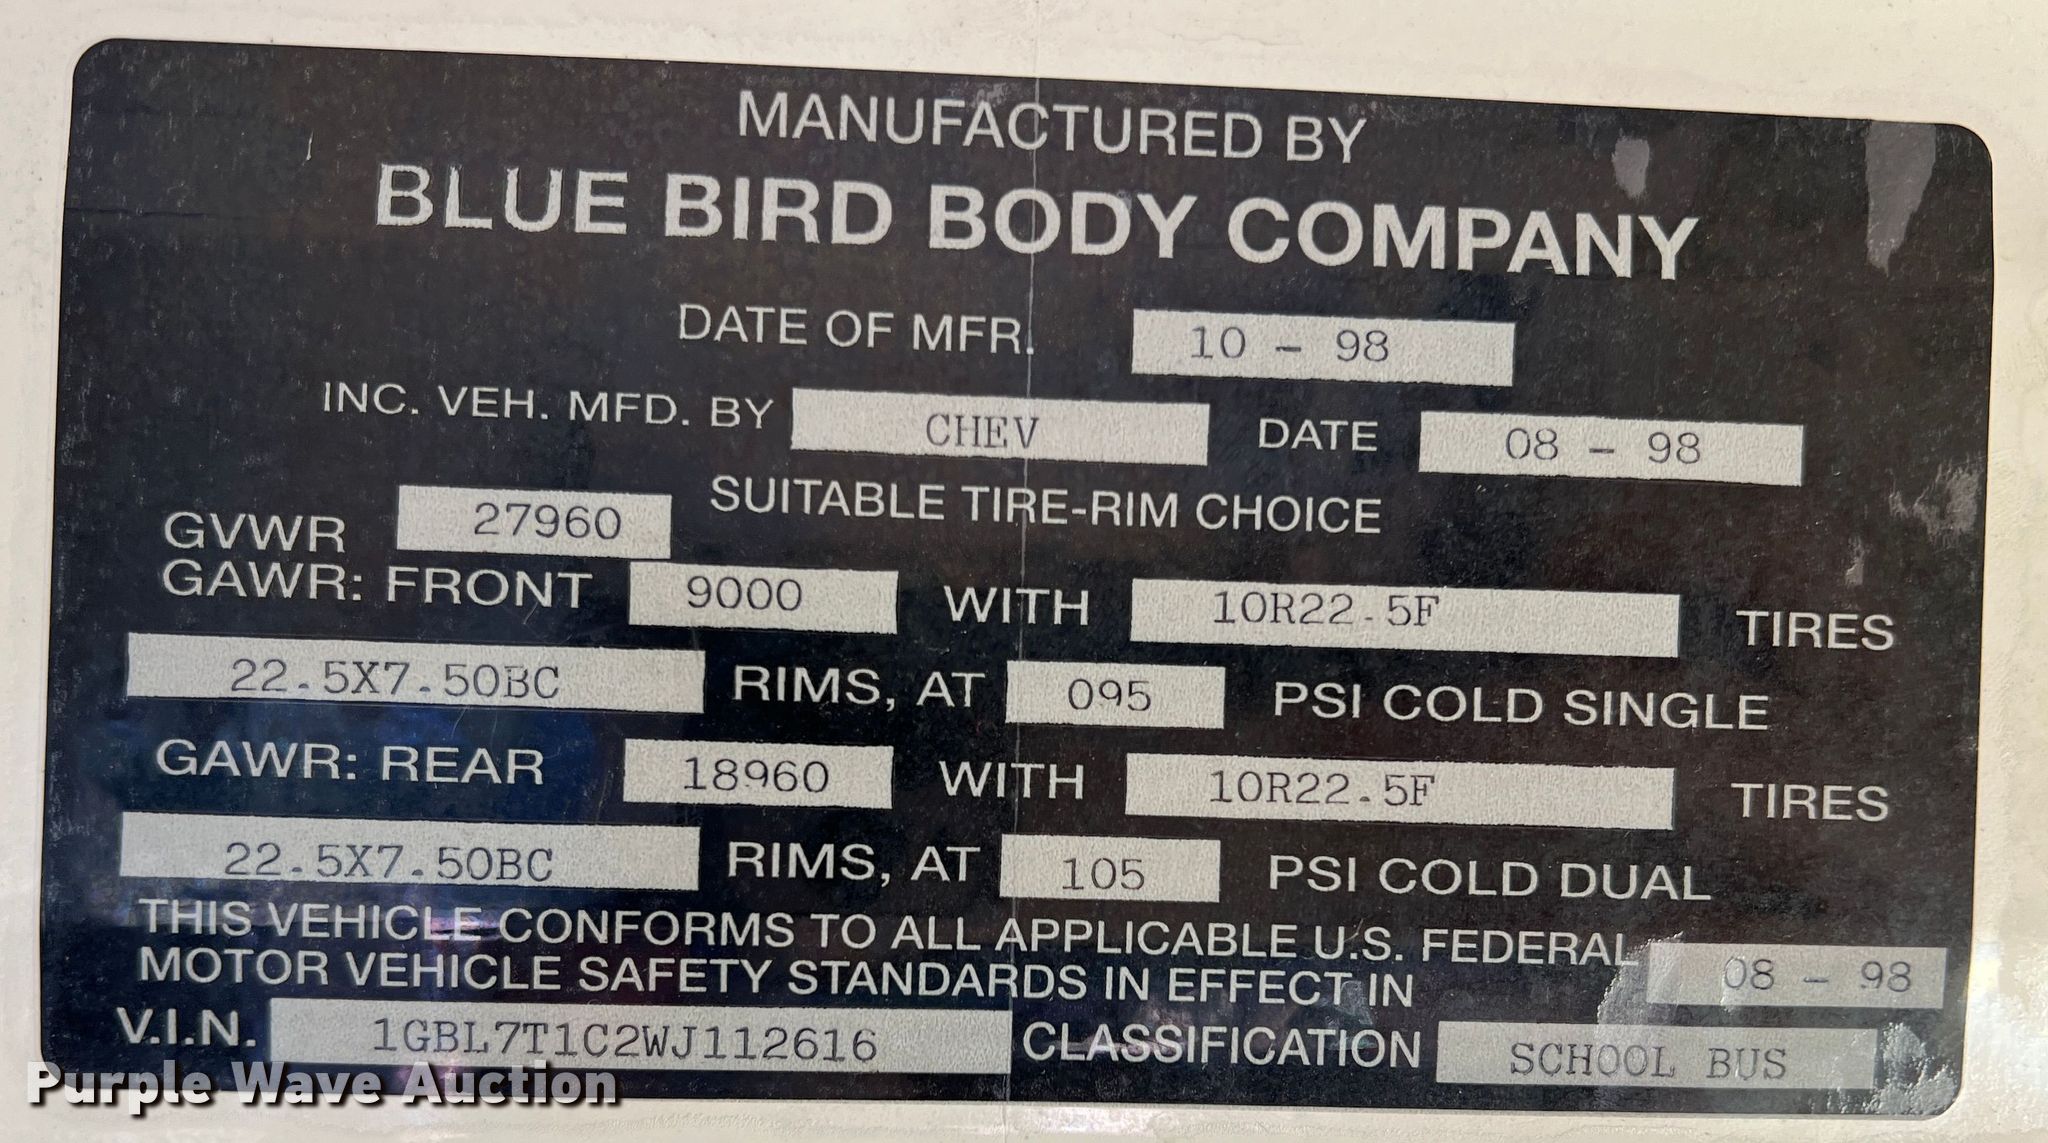 MANUFACTURED BY
BLUE BIRD BODY COMPANY
DATE OF MFR. 10 - 98
INC. VEH. MFD. BY CHEV DATE 08 - 98
GVWR 27960 SUITABLE TIRE-RIM CHOICE
GAWR: FRONT 9000 WITH 10R22.5F TIRES
22.5X7.50BC RIMS, AT 095 PSI COLD SINGLE
GAWR: REAR 18960 WITH 10R22.5F TIRES
22.5X7.50BC RIMS, AT 105 PSI COLD DUAL
THIS VEHICLE CONFORMS TO ALL APPLICABLE U.S. FEDERAL
MOTOR VEHICLE SAFETY STANDARDS IN EFFECT IN 08 - 98
V.I.N. 1GBL7T1C2WJ112616 CLASSIFICATION SCHOOL BUS
Purple Wave Auction